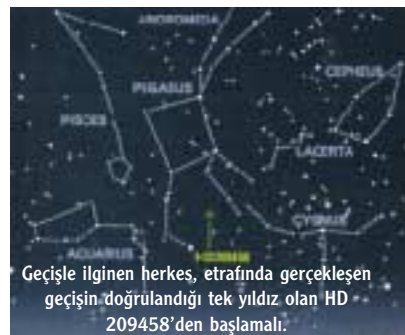 ANDROMEDA
CEPHEUS
PEGASUS
PISCES
LACERTA
CYGNUS
AQUARIUS
HD209458
Geçişle ilginen herkes, etrafında gerçekleşen
geçişin doğrulandığı tek yıldız olan HD
209458'den başlamalı.